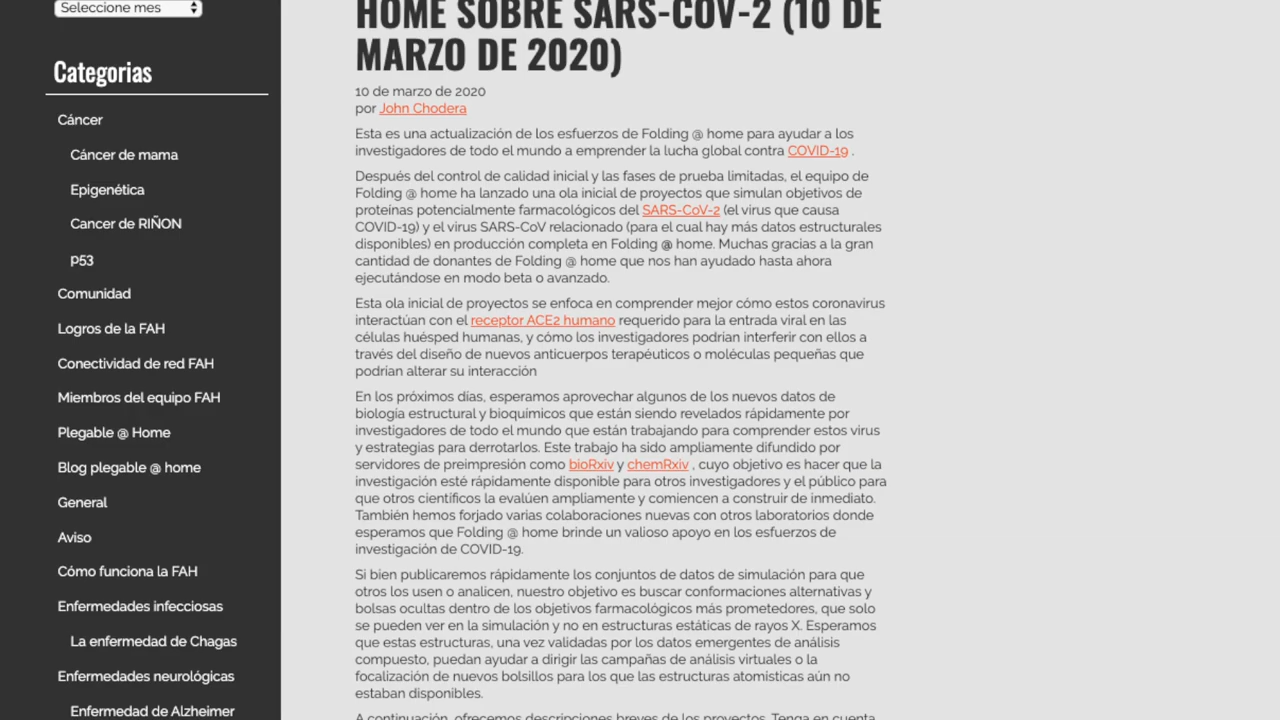 Seleccione mes
Categorias
Cáncer
Cáncer de mama
Epigenética
Cancer de RIÑON
p53
Comunidad
Logros de la FAH
Conectividad de red FAH
Miembros del equipo FAH
Plegable @ Home
Blog plegable @ home
General
Aviso
Cómo funciona la FAH
Enfermedades infecciosas
La enfermedad de Chagas
Enfermedades neurológicas
Enfermedad de Alzheimer
HOME SOBRE SARS-COV-2 (10 DE
MARZO DE 2020)
10 de marzo de 2020
por John Chodera
Esta es una actualización de los esfuerzos de Folding @ home para ayudar a los
investigadores de todo el mundo a emprender la lucha global contra COVID-19 .
Después del control de calidad inicial y las fases de prueba limitadas, el equipo de
Folding @ home ha lanzado una ola inicial de proyectos que simulan objetivos de
proteínas potencialmente farmacológicos del SARS-CoV-2 (el virus que causa
COVID-19) y el virus SARS-CoV relacionado (para el cual hay más datos estructurales
disponibles) en producción completa en Folding @ home. Muchas gracias a la gran
cantidad de donantes de Folding @ home que nos han ayudado hasta ahora
ejecutándose en modo beta o avanzado.
Esta ola inicial de proyectos se enfoca en comprender mejor cómo estos coronavirus
interactúan con el receptor ACE2 humano requerido para la entrada viral en las
células huésped humanas, y cómo los investigadores podrían interferir con ellos a
través del diseño de nuevos anticuerpos terapéuticos o moléculas pequeñas que
podrían alterar su interacción
En los próximos días, esperamos aprovechar algunos de los nuevos datos de
biología estructural y bioquímicos que están siendo revelados rápidamente por
investigadores de todo el mundo que están trabajando para comprender estos virus
y estrategias para derrotarlos. Este trabajo ha sido ampliamente difundido por
servidores de preimpresión como bioRxiv y chemRxiv , cuyo objetivo es hacer que la
investigación esté rápidamente disponible para otros investigadores y el público para
que otros científicos la evalúen ampliamente y comiencen a construir de inmediato.
También hemos forjado varias colaboraciones nuevas con otros laboratorios donde
esperamos que Folding @ home brinde un valioso apoyo en los esfuerzos de
investigación de COVID-19.
Si bien publicaremos rápidamente los conjuntos de datos de simulación para que
otros los usen o analicen, nuestro objetivo es buscar conformaciones alternativas y
bolsas ocultas dentro de los objetivos farmacológicos más prometedores, que solo
se pueden ver en la simulación y no en estructuras estáticas de rayos X. Esperamos
que estas estructuras, una vez validadas por los datos emergentes de análisis
compuesto, puedan ayudar a dirigir las campañas de análisis virtuales o la
focalización de nuevos bolsillos para los que las estructuras atomísticas aún no
estaban disponibles.
A continuación, ofrecemos descripciones breves de los proyectos. Tenga en cuenta